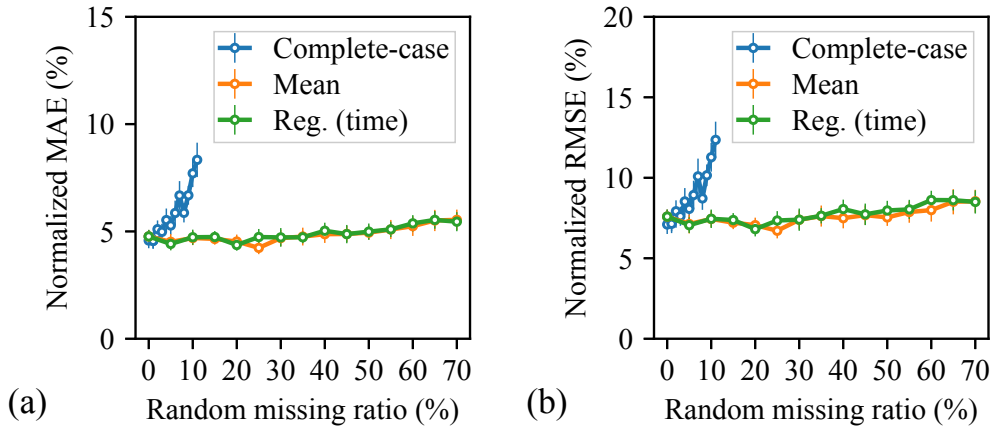 Normalized MAE (%)
15
10
5
0
Complete-case
Mean
Reg. (time)
0 10 20 30 40 50 60 70
Random missing ratio (%)
(a)
Normalized RMSE (%)
20
15
10
5
0
Complete-case
Mean
Reg. (time)
0 10 20 30 40 50 60 70
Random missing ratio (%)
(b)